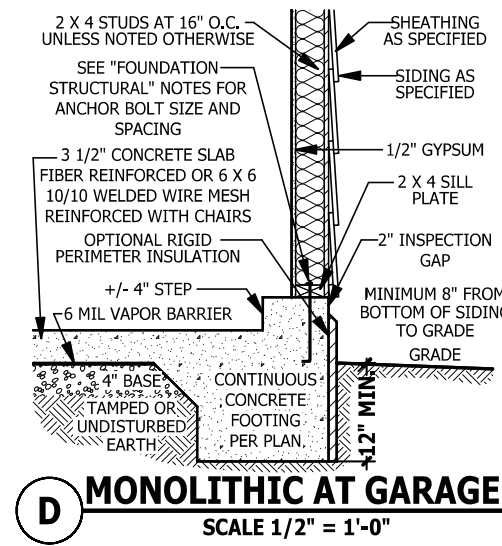 2 X 4 STUDS AT 16" O.C.
UNLESS NOTED OTHERWISE
SEE "FOUNDATION
STRUCTURAL" NOTES FOR
ANCHOR BOLT SIZE AND
SPACING
3 1/2" CONCRETE SLAB
FIBER REINFORCED OR 6 X 6
10/10 WELDED WIRE MESH
REINFORCED WITH CHAIRS
OPTIONAL RIGID
PERIMETER INSULATION
+/- 4" STEP
6 MIL VAPOR BARRIER
4" BASE
TAMPED OR
UNDISTURBED
EARTH
CONTINUOUS
CONCRETE
FOOTING
PER PLAN
SHEATHING
AS SPECIFIED
SIDING AS
SPECIFIED
1/2" GYPSUM
2 X 4 SILL
PLATE
2" INSPECTION
GAP
MINIMUM 8" FROM
BOTTOM OF SIDING
TO GRADE
GRADE
12" MIN.
D
MONOLITHIC AT GARAGE
SCALE 1/2" = 1'-0"